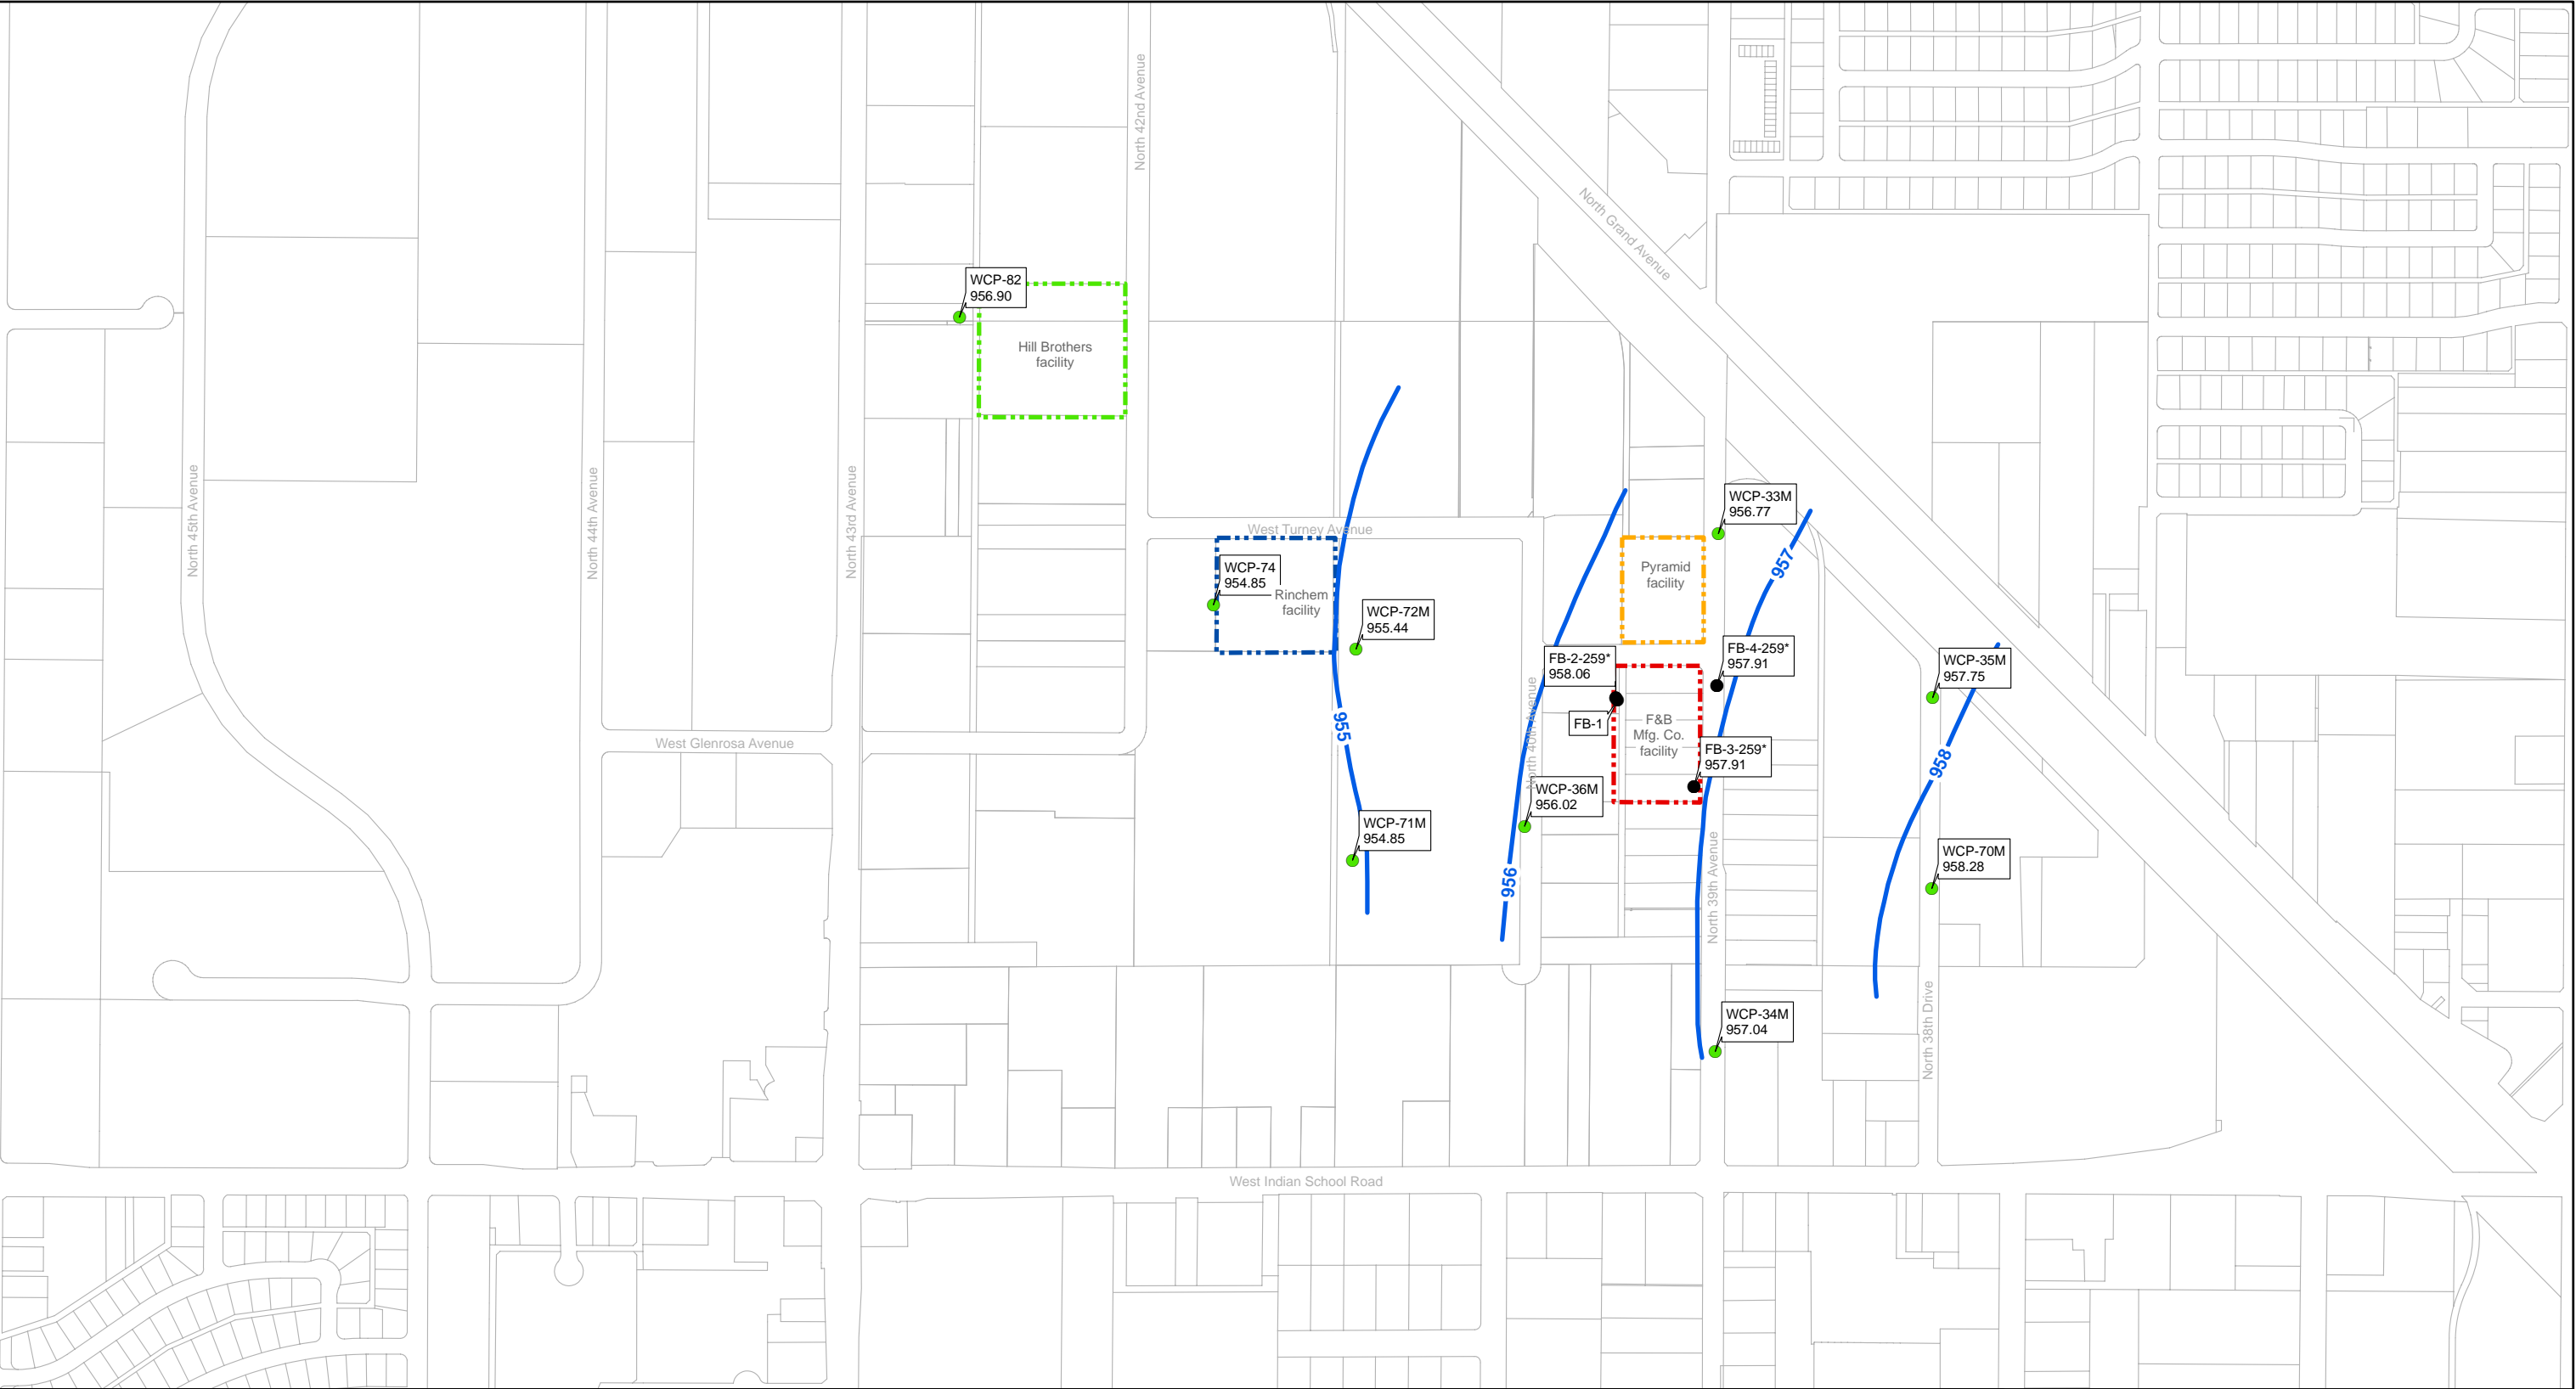 North 42nd Avenue
North Grand Avenue
WCP-82
956.90
Hill Brothers
facility
North 45th Avenue
North 44th Avenue
North 43rd Avenue
WCP-33M
956.77
West Turney Avenue
957
WCP-74
954.85
Rinchem
facility
Pyramid
facility
WCP-72M
955.44
FB-2-259*
958.06
FB-4-259*
957.91
WCP-35M
957.75
FB-1
F&B
Mfg. Co.
facility
955
North 40th Avenue
West Glenrosa Avenue
FB-3-259*
957.91
958
WCP-36M
956.02
WCP-71M
954.85
956
North 39th Avenue
WCP-70M
958.28
WCP-34M
957.04
North 38th Drive
West Indian School Road